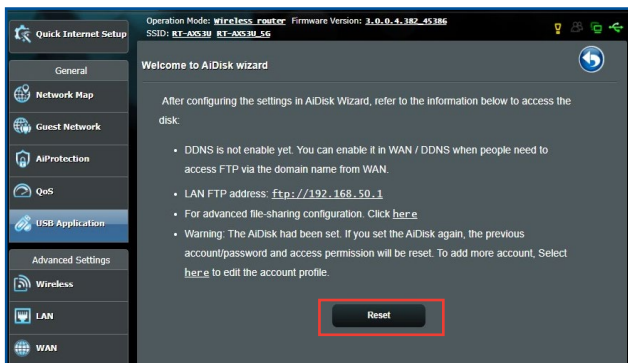 Operation Mode: Wireless router Firmware Version: 3.0.0.4.382_45386
SSID: RT-AX53U RT-AX53U_5G
Quick Internet Setup
General
Network Map
Guest Network
AiProtection
QoS
USB Application
Advanced Settings
Wireless
LAN
WAN
Welcome to AiDisk wizard
After configuring the settings in AiDisk Wizard, refer to the information below to access the
disk:
• DDNS is not enable yet. You can enable it in WAN / DDNS when people need to
access FTP via the domain name from WAN.
• LAN FTP address: ftp://192.168.50.1
• For advanced file-sharing configuration. Click here
• Warning: The AiDisk had been set. If you set the AiDisk again, the previous
account/password and access permission will be reset. To add more account, Select
here to edit the account profile.
Reset